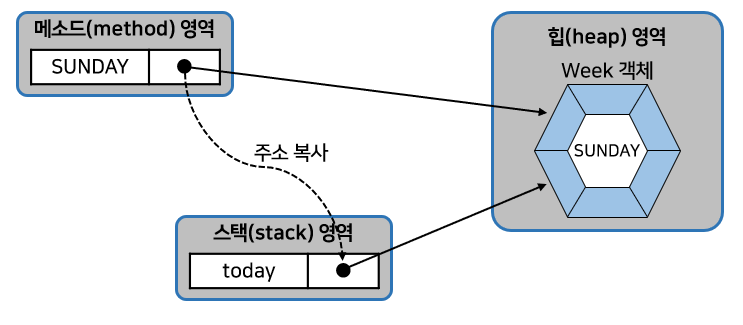 메소드(method) 영역
SUNDAY
힙(heap) 영역
Week 객체
SUNDAY
주소 복사
스택(stack) 영역
today